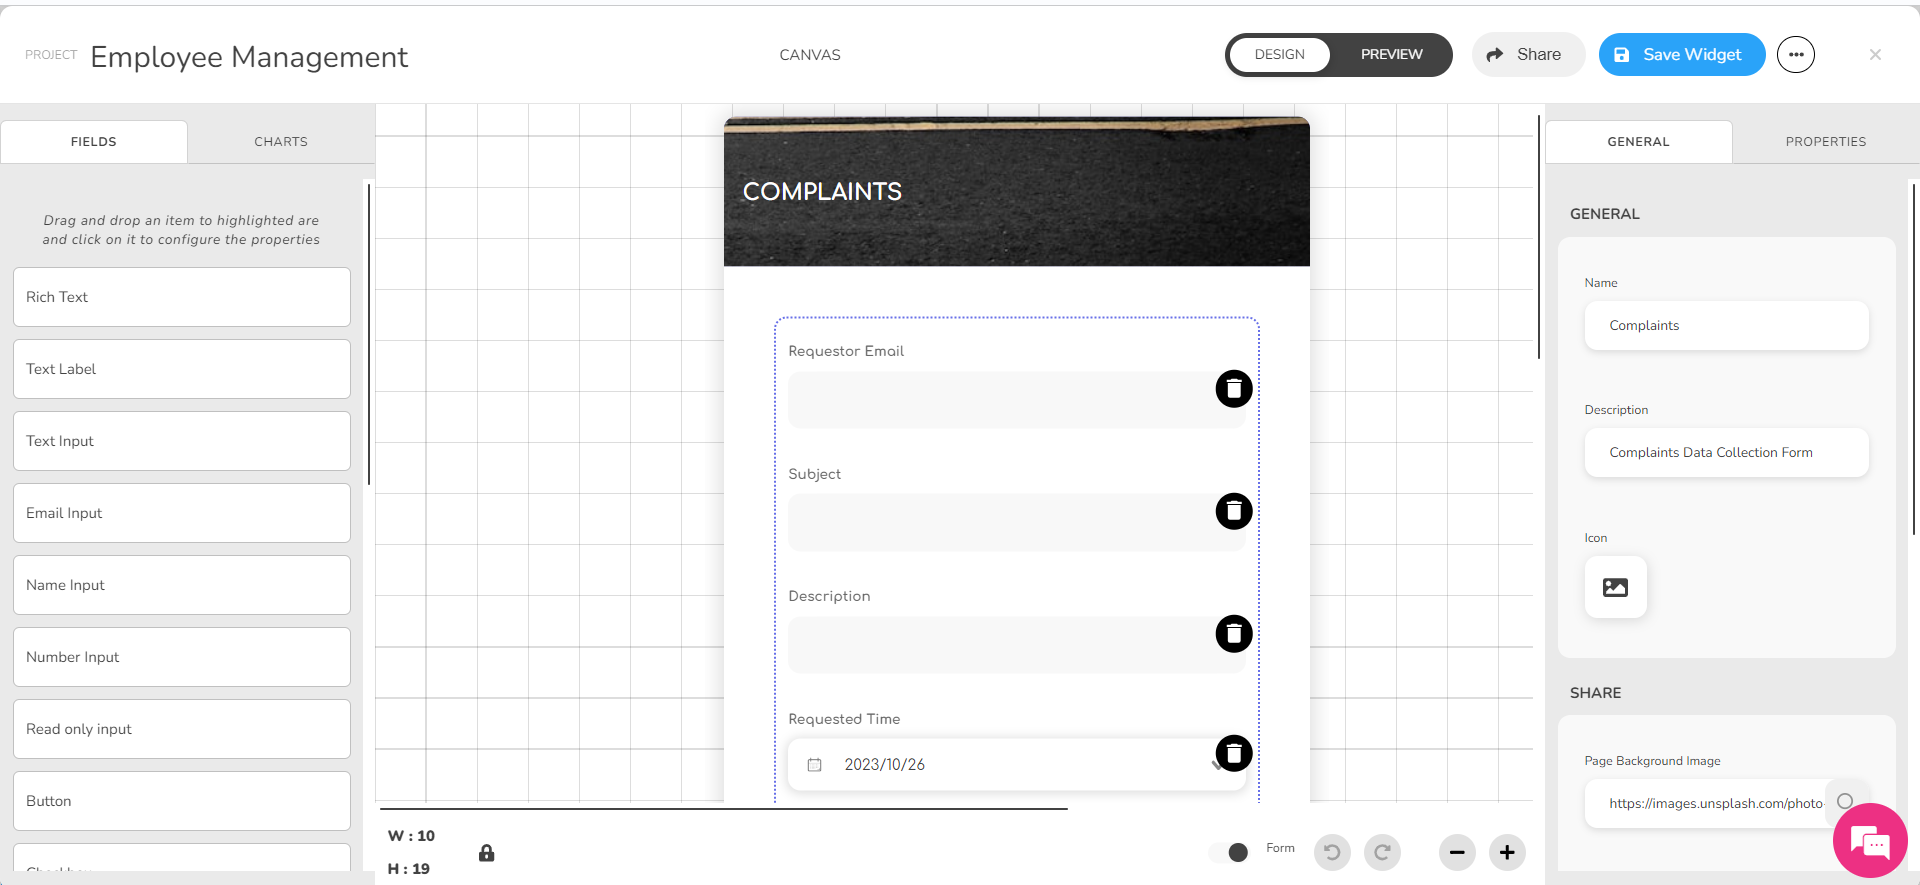 PROJECT Employee Management
CANVAS
DESIGN
PREVIEW
Share
Save Widget
FIELDS
CHARTS
Drag and drop an item to highlighted are
and click on it to configure the properties
Rich Text
Text Label
Text Input
Email Input
Name Input
Number Input
Read only input
Button
COMPLAINTS
Requestor Email
Subject
Description
Requested Time
2023/10/26
W : 10
H : 19
Form
GENERAL
PROPERTIES
GENERAL
Name
Complaints
Description
Complaints Data Collection Form
Icon
SHARE
Page Background Image
https://images.unsplash.com/photo-